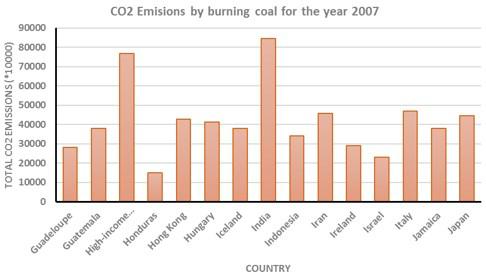 CO2 Emisions by burning coal for the year 2007
TOTAL CO2 EMISSIONS (*10000)
90000
80000
70000
60000
50000
40000
30000
20000
10000
0
Guadeloupe
Guatemala
High-income...
Honduras
Hong Kong
Hungary
Iceland
India
Indonesia
Iran
Ireland
Israel
Italy
Jamaica
Japan
COUNTRY